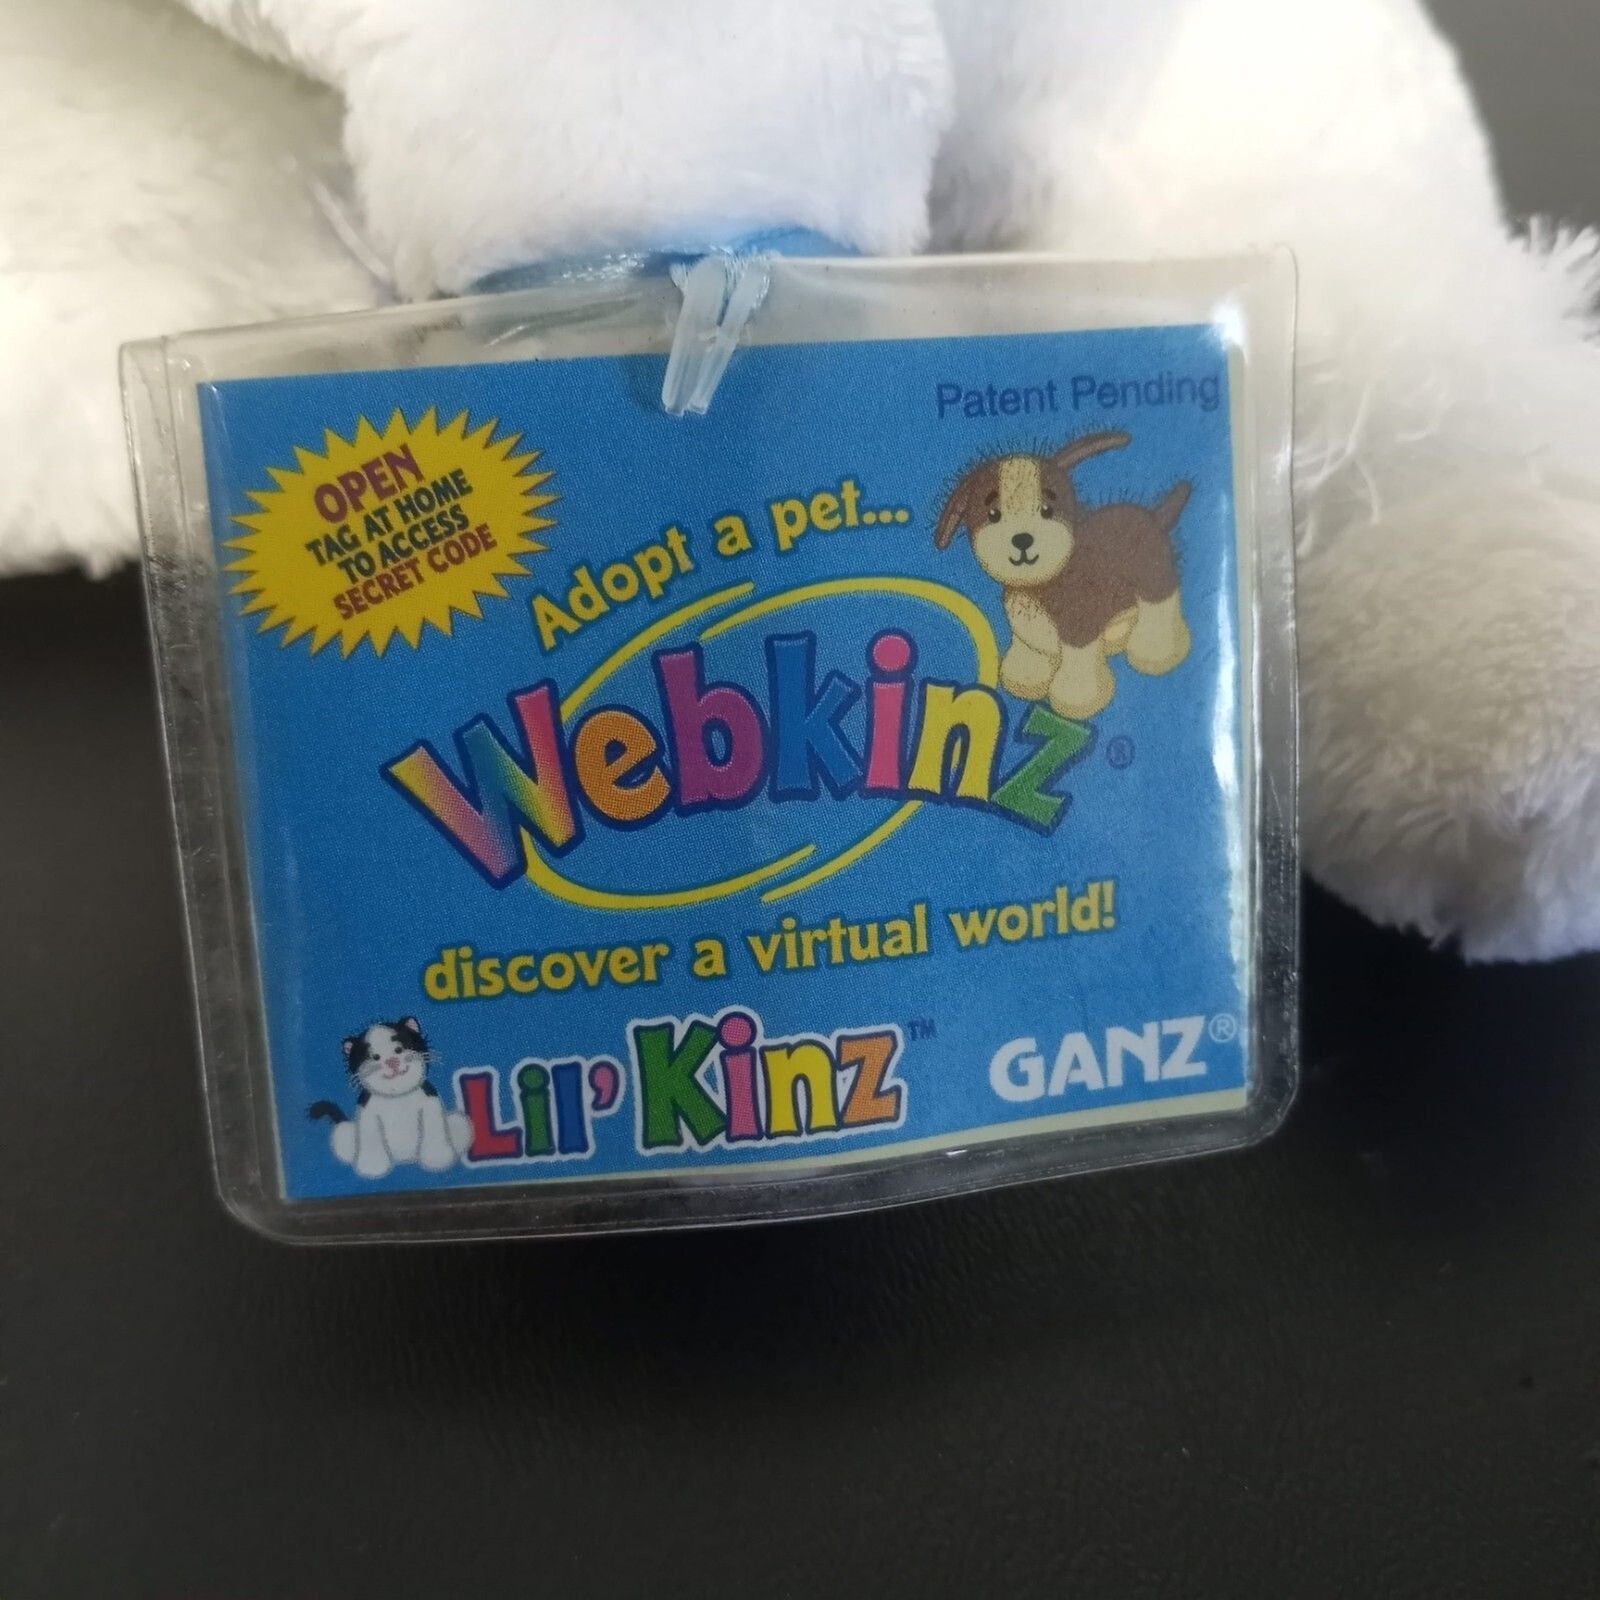 Patent Pending
OPEN
TAG AT HOME
TO ACCESS
SECRET CODE
Adopt a pet...
Webkinz®
discover a virtual world!
Lil' Kinz™
GANZ®